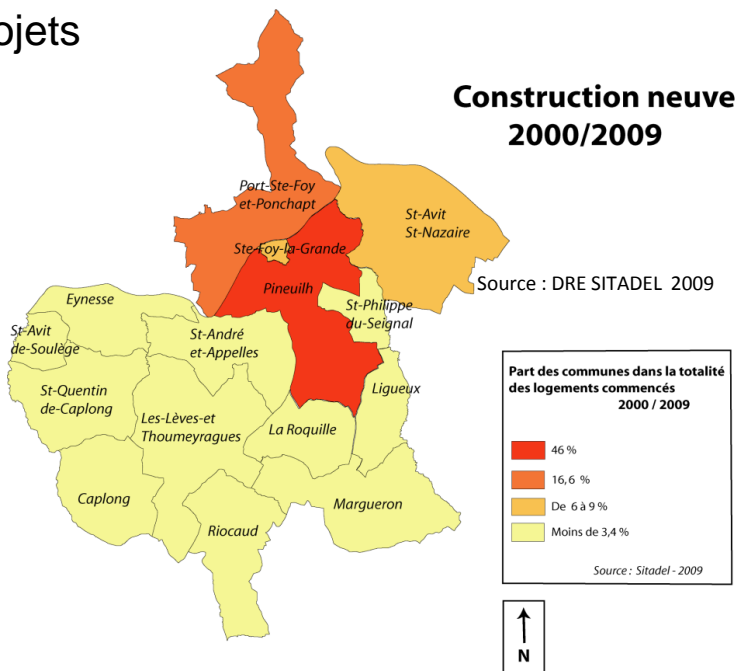 ojets
Construction neuve
2000/2009
Port-Ste-Foy
et-Ponchapt
St-Avit
St-Nazaire
Ste-Foy-la-Grande
Source : DRE SITADEL 2009
Pineuilh
Eynesse
St-Philippe
du-Seignal
St-Avit
de-Soulège
St-André
et-Appelles
St-Quentin
de-Caplong
Ligueux
Les-Lèves-et
Thoumeyragues
La Roquille
Caplong
Margueron
Riocaud
Part des communes dans la totalité
des logements commencés
2000 / 2009
46 %
16,6 %
De 6 à 9 %
Moins de 3,4 %
Source : Sitadel - 2009
N